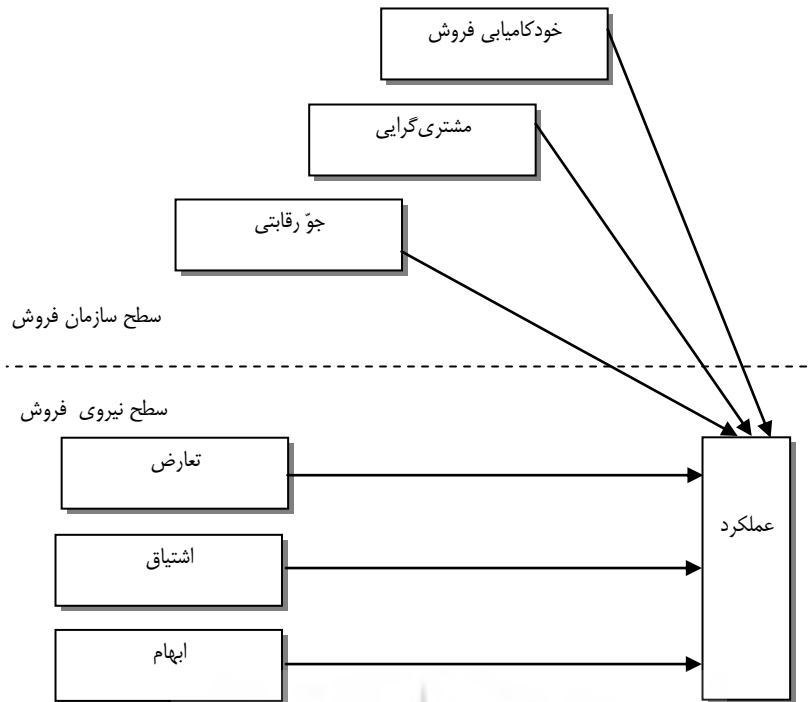 خودکامیابی فروش
مشتری‌گرایی
جوّ رقابتی
سطح سازمان فروش
سطح نیروی فروش
تعارض
عملکرد
اشتیاق
ابهام